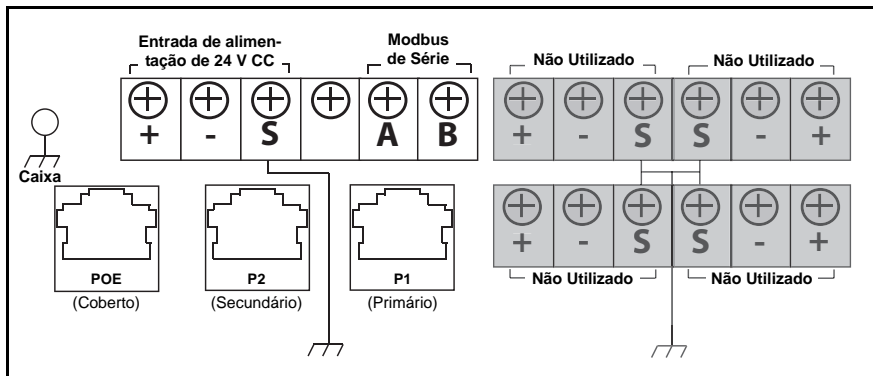 Entrada de alimen-
tação de 24 V CC
Modbus
de Série
Não Utilizado
Não Utilizado
+ - S A B
+ - S S - +
Caixa
+ - S S - +
Não Utilizado
Não Utilizado
POE
P2
P1
(Coberto)
(Secundário)
(Primário)